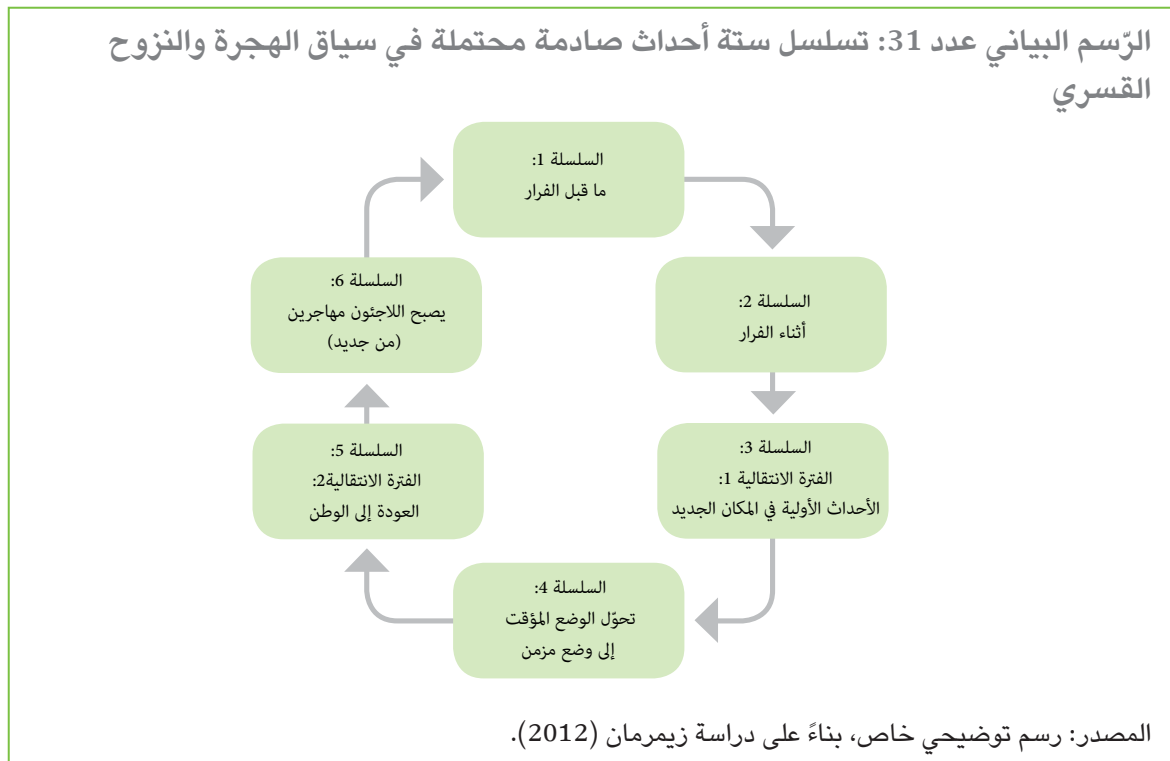 الرّسم البياني عدد 31: تسلسل ستة أحداث صادمة محتملة في سياق الهجرة والنزوح
القسري
السلسلة 1:
ما قبل الفرار
السلسلة 2:
أثناء الفرار
السلسلة 3:
الفترة الانتقالية 1:
الأحداث الأولية في المكان الجديد
السلسلة 4:
تحوّل الوضع المؤقت
إلى وضع مزمن
السلسلة 5:
الفترة الانتقالية2:
العودة إلى الوطن
السلسلة 6:
يصبح اللاجئون مهاجرين
(من جديد)
المصدر: رسم توضيحي خاص، بناءً على دراسة زيمرمان (2012).